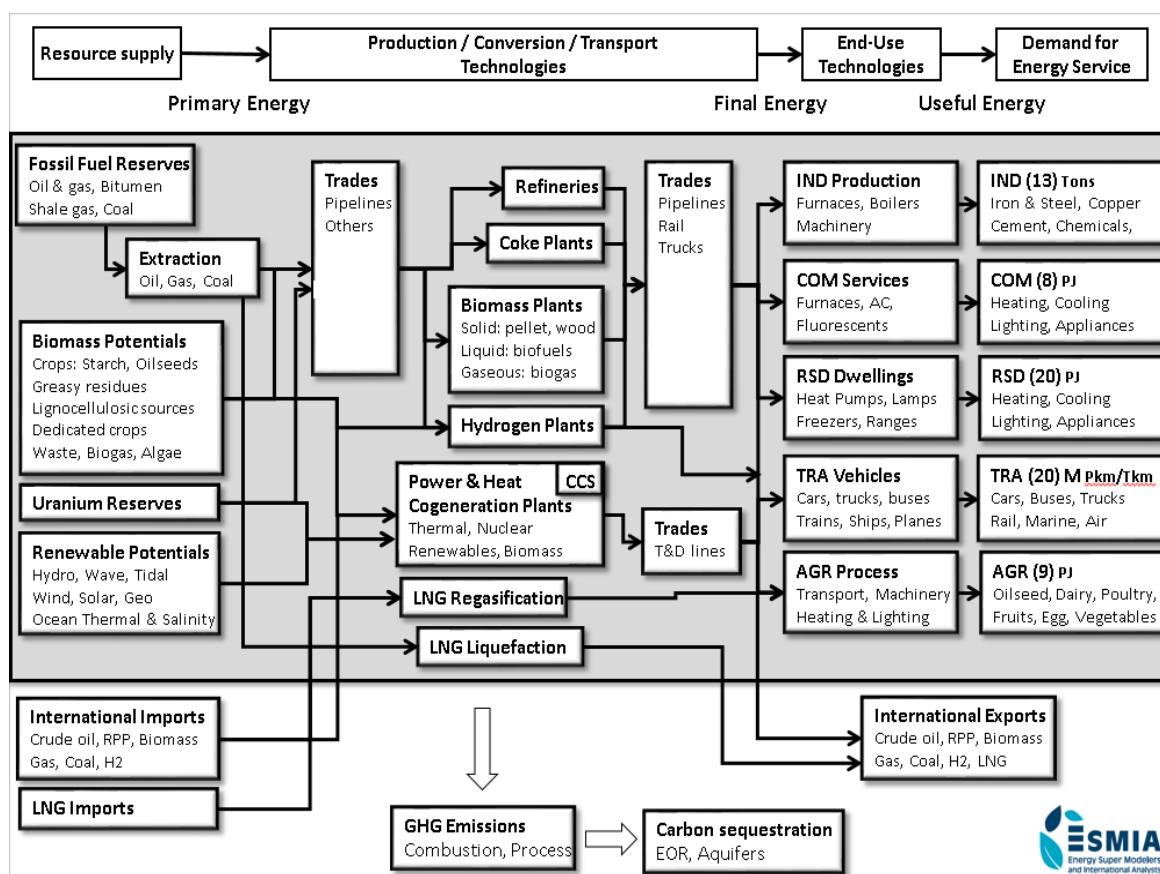 Resource supply
Production / Conversion / Transport
Technologies
End-Use
Technologies
Demand for
Energy Service
Primary Energy
Final Energy
Useful Energy
Fossil Fuel Reserves
Oil & gas, Bitumen
Shale gas, Coal
Extraction
Oil, Gas, Coal
Biomass Potentials
Crops: Starch, Oilseeds
Greasy residues
Lignocellulosic sources
Dedicated crops
Waste, Biogas, Algae
Uranium Reserves
Renewable Potentials
Hydro, Wave, Tidal
Wind, Solar, Geo
Ocean Thermal & Salinity
Trades
Pipelines
Others
Refineries
Coke Plants
Biomass Plants
Solid: pellet, wood
Liquid: biofuels
Gaseous: biogas
Hydrogen Plants
Power & Heat
Cogeneration Plants
Thermal, Nuclear
Renewables, Biomass
CCS
LNG Regasification
LNG Liquefaction
Trades
Pipelines
Rail
Trucks
Trades
T&D lines
IND Production
Furnaces, Boilers
Machinery
COM Services
Furnaces, AC,
Fluorescents
RSD Dwellings
Heat Pumps, Lamps
Freezers, Ranges
TRA Vehicles
Cars, trucks, buses
Trains, Ships, Planes
AGR Process
Transport, Machinery
Heating & Lighting
IND (13) Tons
Iron & Steel, Copper
Cement, Chemicals,
COM (8) PJ
Heating, Cooling
Lighting, Appliances
RSD (20) PJ
Heating, Cooling
Lighting, Appliances
TRA (20) M Pkm/Tkm
Cars, Buses, Trucks
Rail, Marine, Air
AGR (9) PJ
Oilseed, Dairy, Poultry,
Fruits, Egg, Vegetables
International Imports
Crude oil, RPP, Biomass
Gas, Coal, H2
LNG Imports
International Exports
Crude oil, RPP, Biomass
Gas, Coal, H2, LNG
GHG Emissions
Combustion, Process
Carbon sequestration
EOR, Aquifers
ESMIA
Energy Super Modelers
and International Analysts